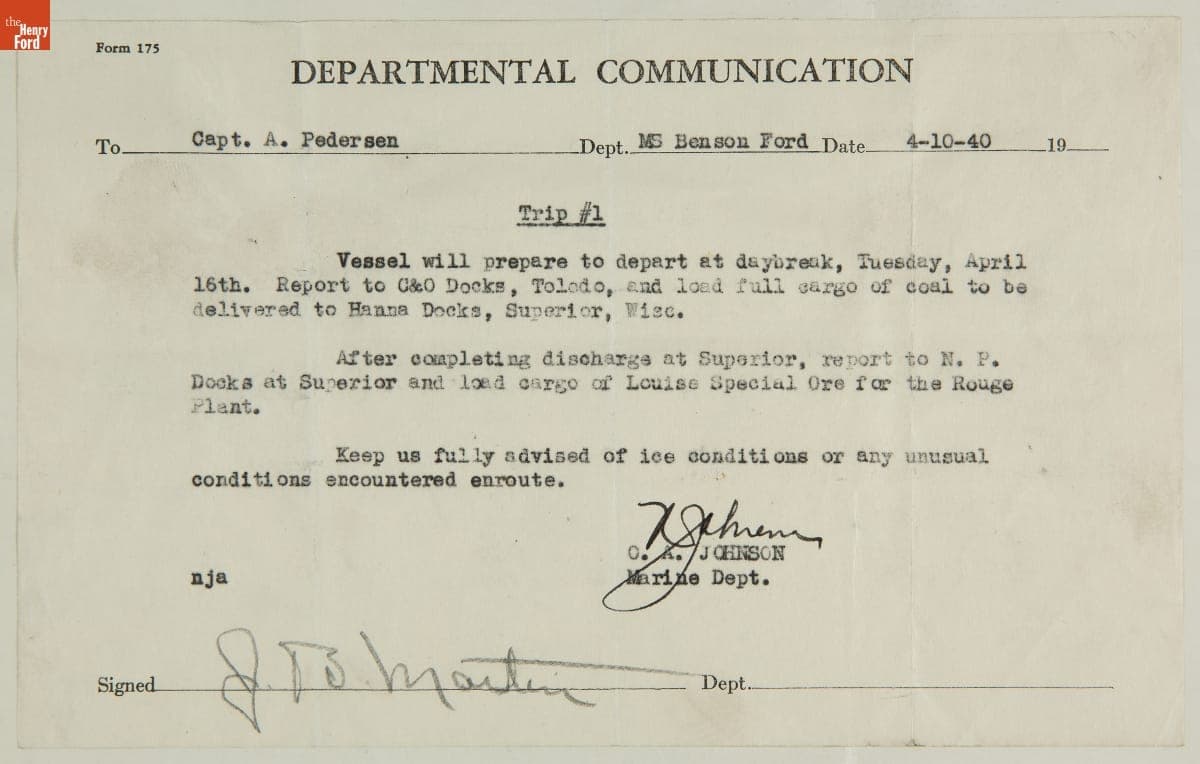 the
Henry
Ford
Form 175
DEPARTMENTAL COMMUNICATION
To Capt. A. Pedersen Dept. MS Benson Ford Date 4-10-40 19
Trip #1
Vessel will prepare to depart at daybreak, Tuesday, April
16th. Report to C&O Docks, Toledo, and load full cargo of coal to be
delivered to Hanna Docks, Superior, Wisc.
After completing discharge at Superior, report to N. P.
Docks at Superior and load cargo of Louise Special Ore for the Rouge
Plant.
Keep us fully advised of ice conditions or any unusual
conditions encountered enroute.
C. A. JOHNSON
nja Marine Dept.
Signed J. B. Martin Dept.